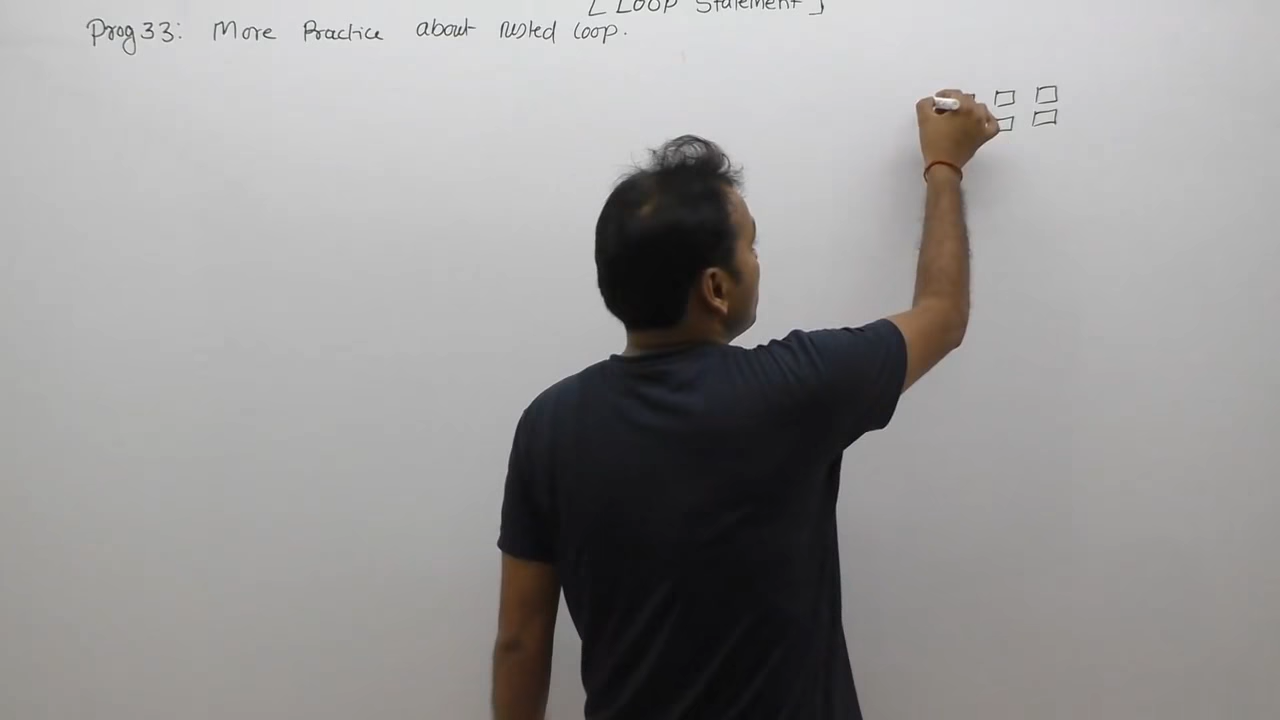 [ Loop Statement ]
Prog 33: More Practice about nested loop.